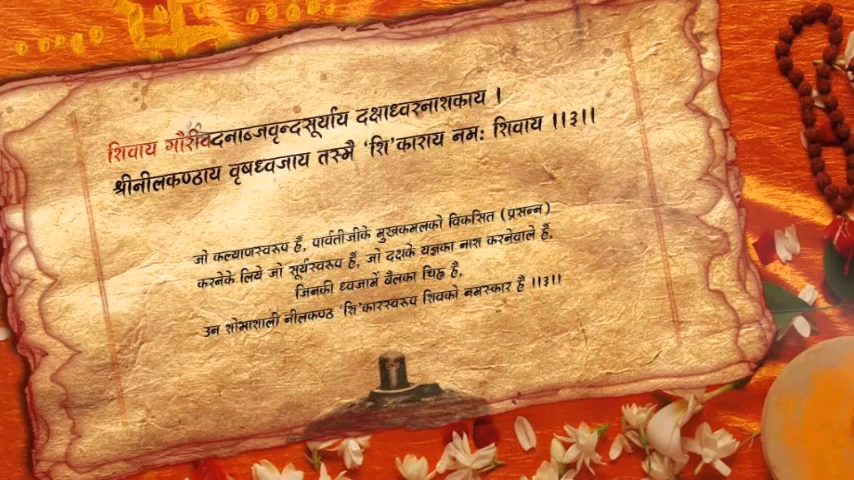 शिवाय गौरीवदनाब्जवृन्दसूर्याय दक्षाध्वरनाशकाय ।
श्रीनीलकण्ठाय वृषध्वजाय तस्मै ‘शि’काराय नमः शिवाय ।।३।।
जो कल्याणस्वरूप हैं, पार्वतीजीके मुखकमलको विकसित (प्रसन्न)
करनेके लिये जो सूर्यस्वरूप हैं, जो दक्षके यज्ञका नाश करनेवाले हैं,
जिनकी ध्वजामें बैलका चिह्न है,
उन शोभाशाली नीलकण्ठ ‘शि’कारस्वरूप शिवको नमस्कार है ।।३।।